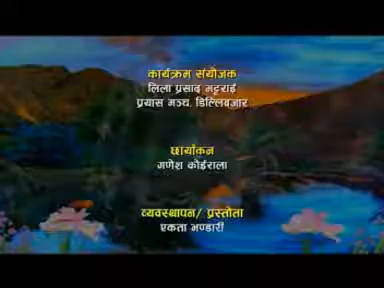 कार्यक्रम संयोजक
लिला प्रसाद भट्टराई
प्रयास मञ्च, डिल्लिबजार
छायांकन
गणेश कोईराला
व्यवस्थापन/ प्रस्तोता
एकता भण्डारी